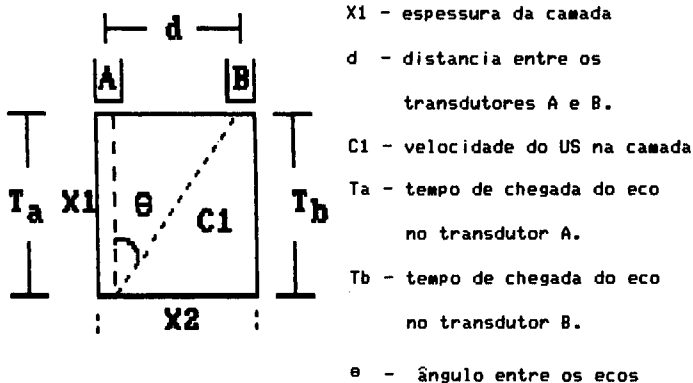 d
A B
Ta X1 θ C1 Tb
X2
X1 - espessura da camada
d - distancia entre os
transdutores A e B.
C1 - velocidade do US na camada
Ta - tempo de chegada do eco
no transdutor A.
Tb - tempo de chegada do eco
no transdutor B.
θ - ângulo entre os ecos